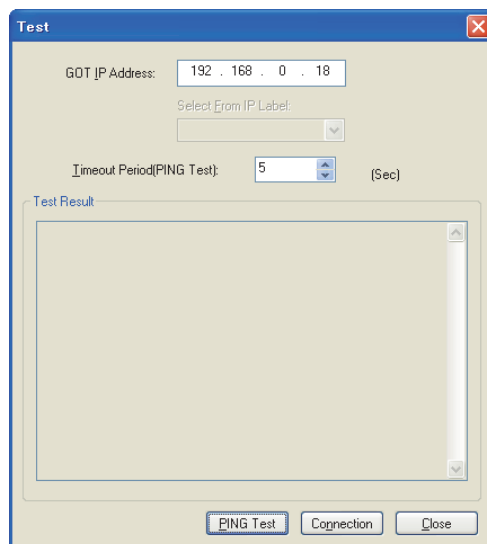 Test
GOT IP Address: 192 . 168 . 0 . 18
Select From IP Label:
Timeout Period(PING Test): 5 (Sec)
Test Result
PING Test Connection Close